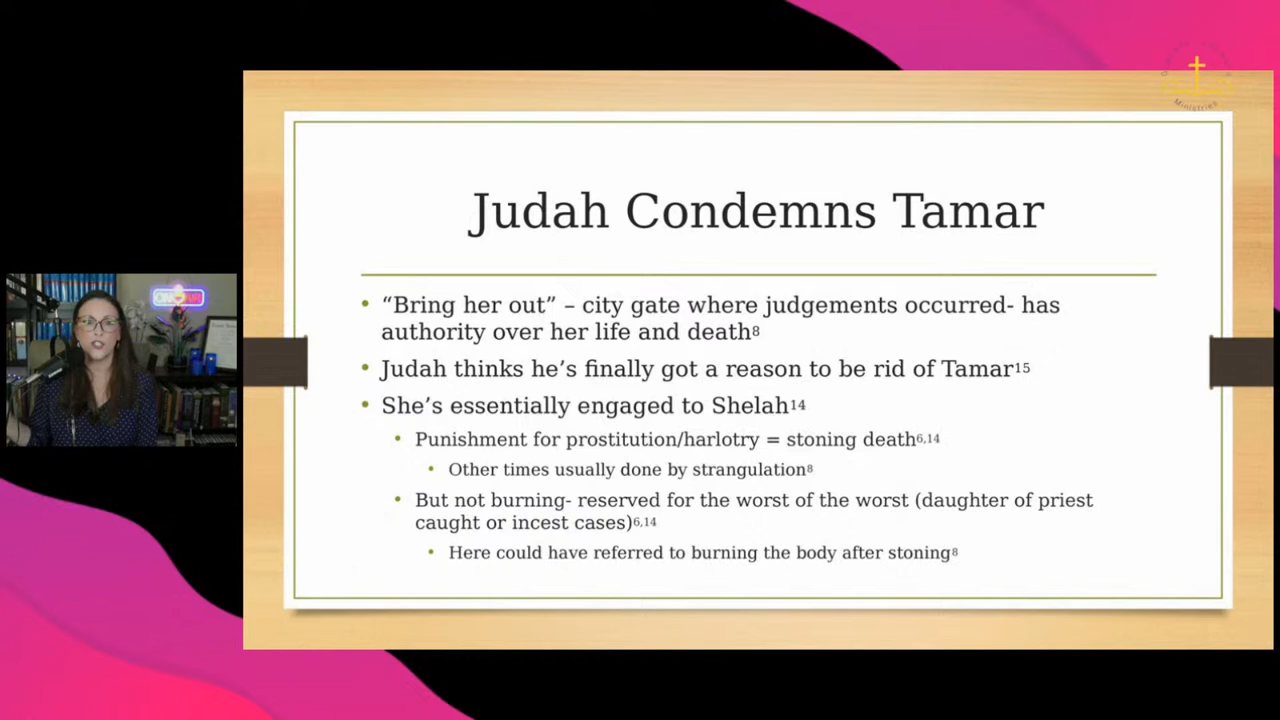 Ministries
Judah Condemns Tamar
• “Bring her out” – city gate where judgements occurred- has
authority over her life and death8
• Judah thinks he’s finally got a reason to be rid of Tamar15
• She’s essentially engaged to Shelah14
• Punishment for prostitution/harlotry = stoning death6,14
• Other times usually done by strangulation8
• But not burning- reserved for the worst of the worst (daughter of priest
caught or incest cases)6,14
• Here could have referred to burning the body after stoning8